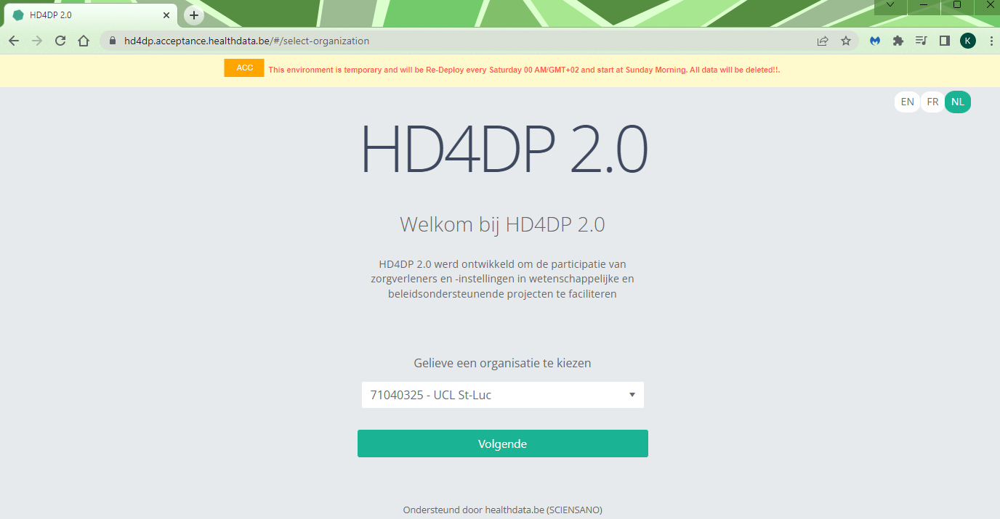 HD4DP 2.0
hd4dp.acceptance.healthdata.be/#/select-organization
K
ACC
This environment is temporary and will be Re-Deploy every Saturday 00 AM/GMT+02 and start at Sunday Morning. All data will be deleted!!.
EN FR NL
HD4DP 2.0
Welkom bij HD4DP 2.0
HD4DP 2.0 werd ontwikkeld om de participatie van
zorgverleners en -instellingen in wetenschappelijke en
beleidsondersteunende projecten te faciliteren
Gelieve een organisatie te kiezen
71040325 - UCL St-Luc
Volgende
Ondersteund door healthdata.be (SCIENSANO)